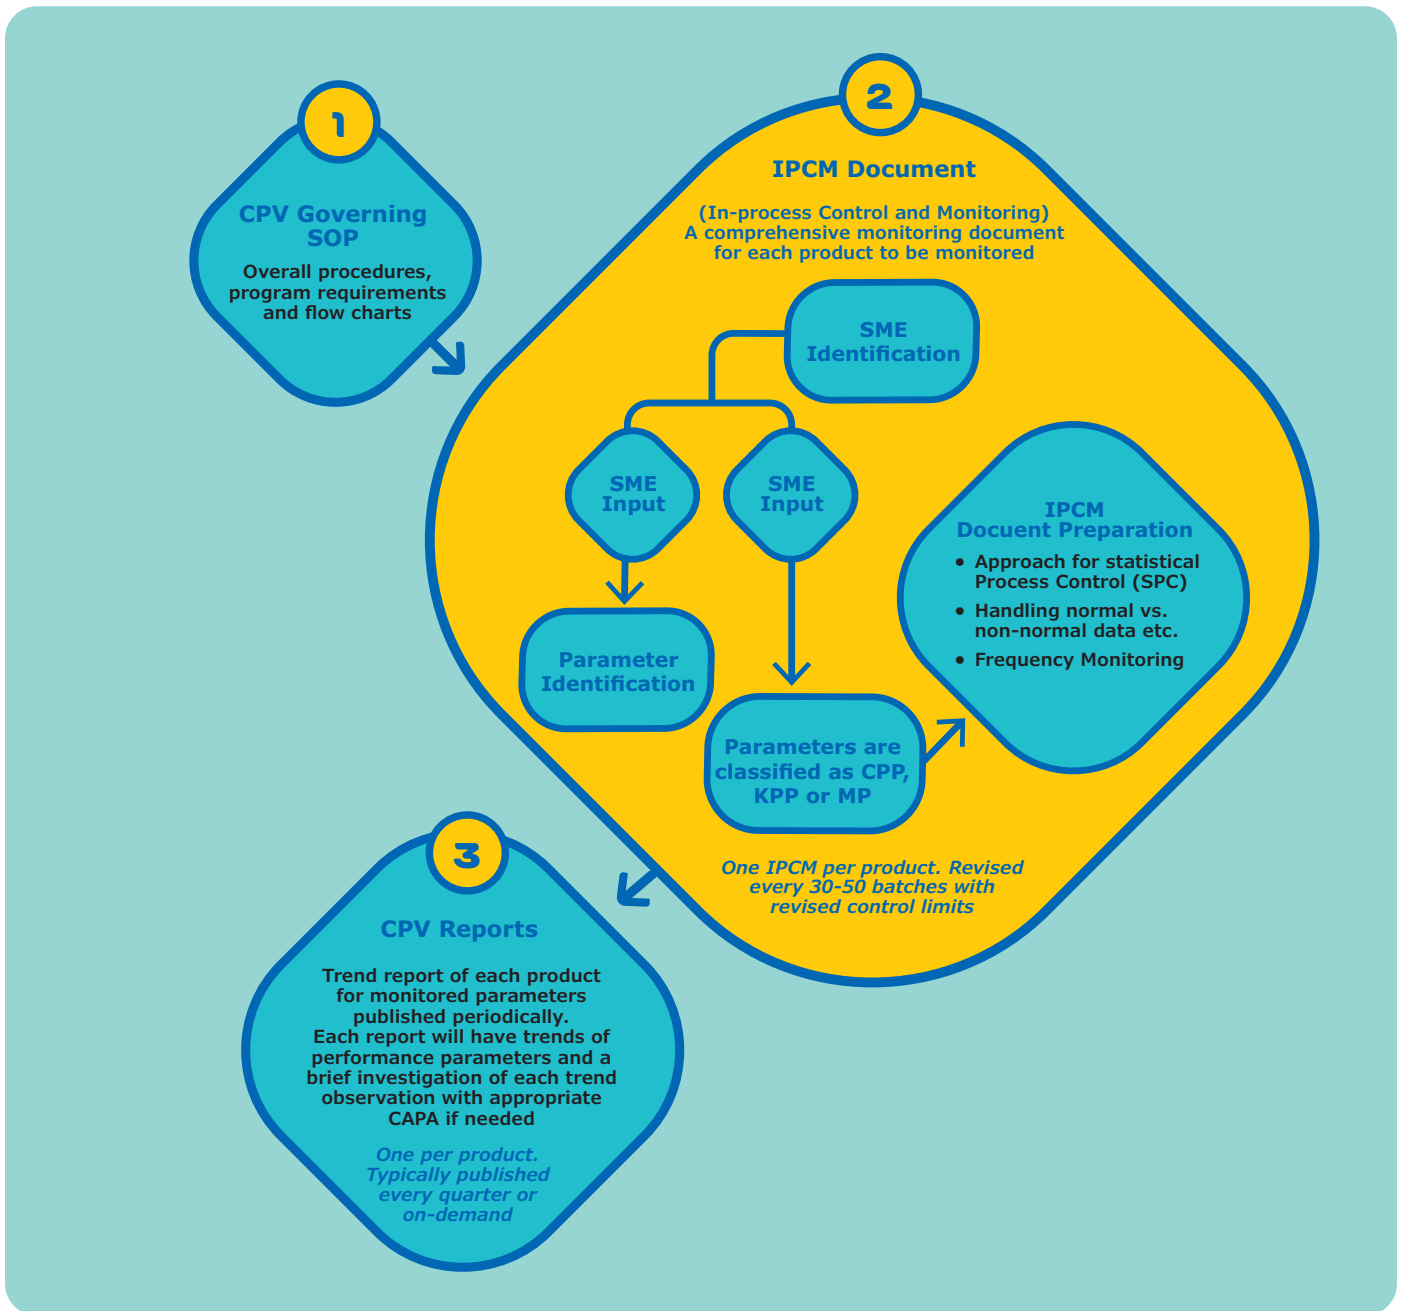 1
CPV Governing
SOP
Overall procedures,
program requirements
and flow charts
2
IPCM Document
(In-process Control and Monitoring)
A comprehensive monitoring document
for each product to be monitored
SME
Identification
SME
Input
SME
Input
Parameter
Identification
Parameters are
classified as CPP,
KPP or MP
IPCM
Docuent Preparation
• Approach for statistical
Process Control (SPC)
• Handling normal vs.
non-normal data etc.
• Frequency Monitoring
One IPCM per product. Revised
every 30-50 batches with
revised control limits
3
CPV Reports
Trend report of each product
for monitored parameters
published periodically.
Each report will have trends of
performance parameters and a
brief investigation of each trend
observation with appropriate
CAPA if needed
One per product.
Typically published
every quarter or
on-demand